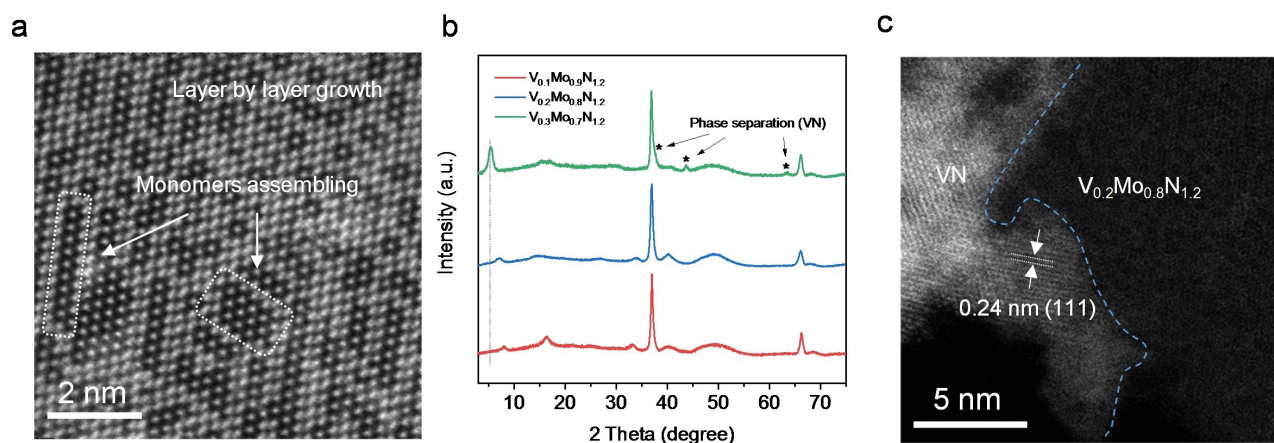 a
Layer by layer growth
Monomers assembling
2 nm
b
V0.1Mo0.9N1.2
V0.2Mo0.8N1.2
V0.3Mo0.7N1.2
Phase separation (VN)
*
*
*
Intensity (a.u.)
10 20 30 40 50 60 70
2 Theta (degree)
c
VN
V0.2Mo0.8N1.2
0.24 nm (111)
5 nm